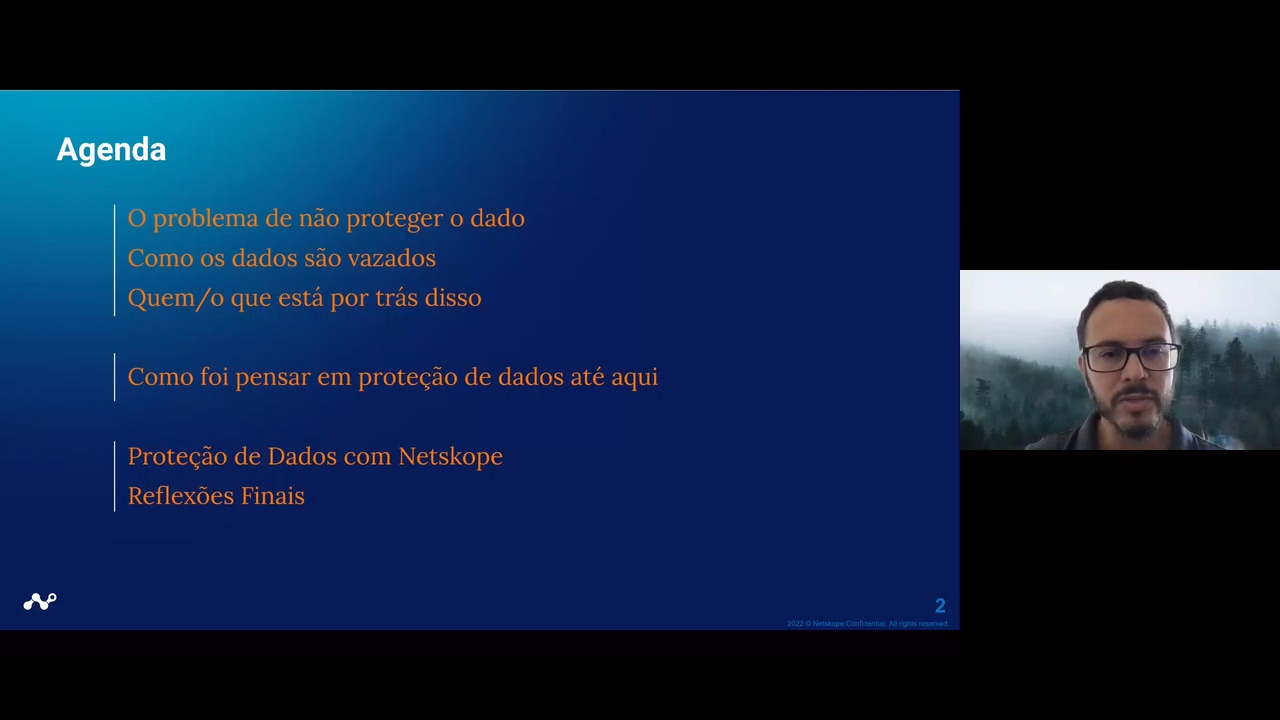 Agenda
O problema de não proteger o dado
Como os dados são vazados
Quem/o que está por trás disso
Como foi pensar em proteção de dados até aqui
Proteção de Dados com Netskope
Reflexões Finais
2
2022 © Netskope Confidential. All rights reserved.